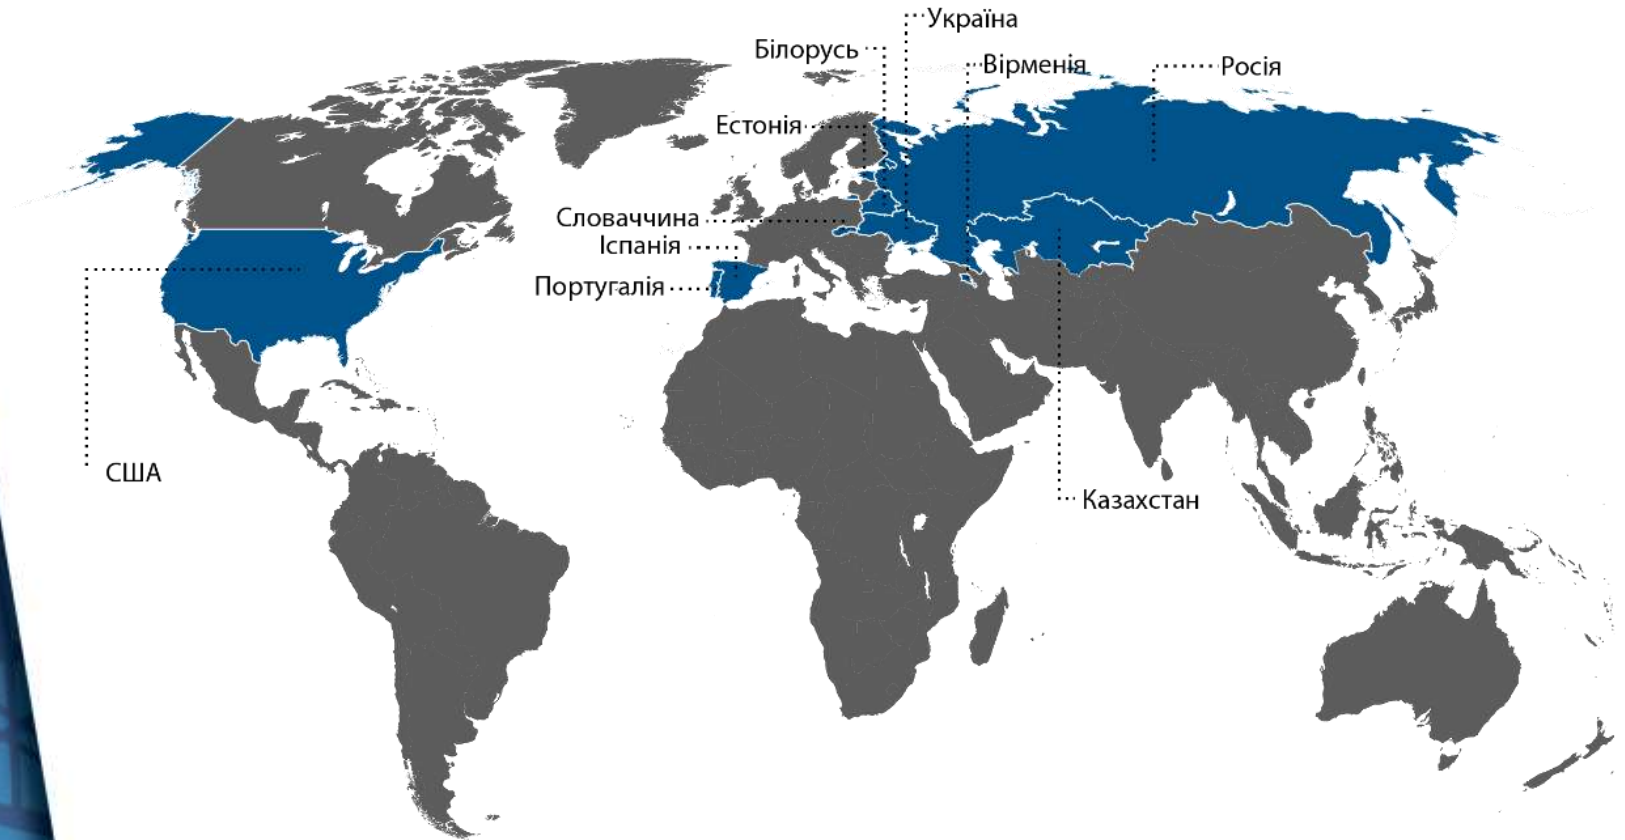 Україна
Білорусь
Вірменія
Росія
Естонія
Словаччина
Іспанія
Португалія
США
Казахстан